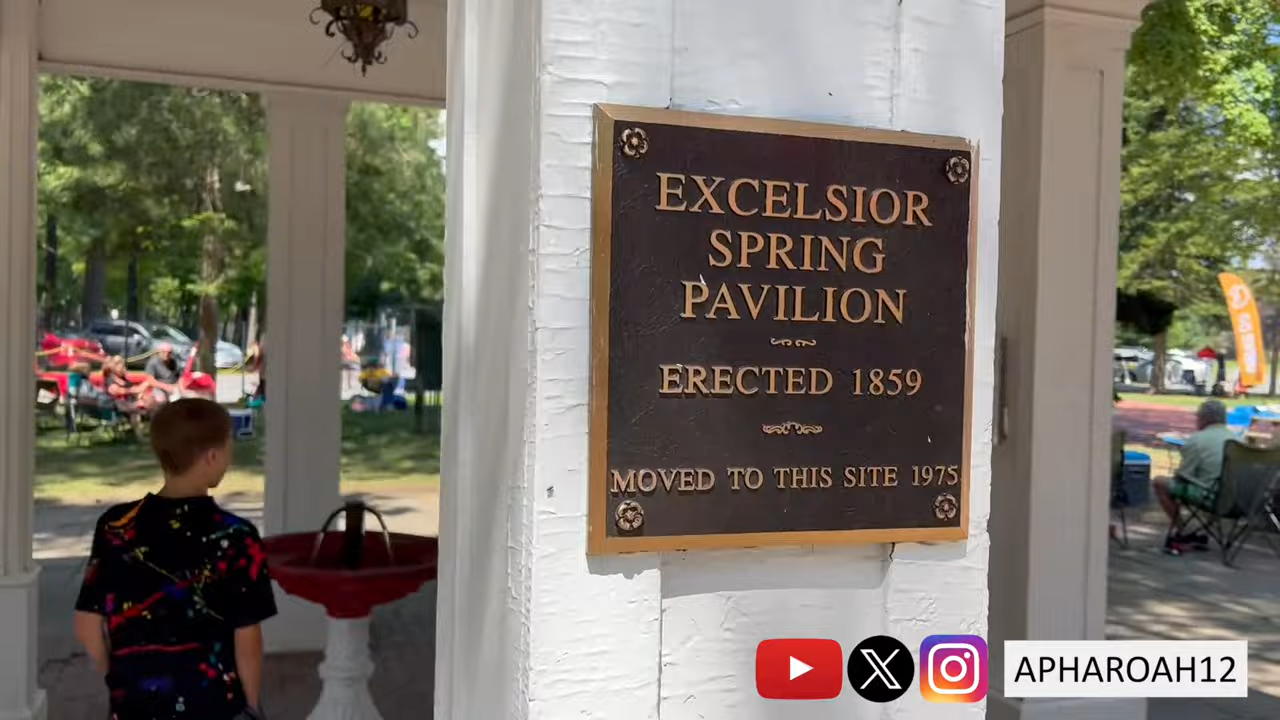 EXCELSIOR
SPRING
PAVILION
ERECTED 1859
MOVED TO THIS SITE 1975
APHAROAH12